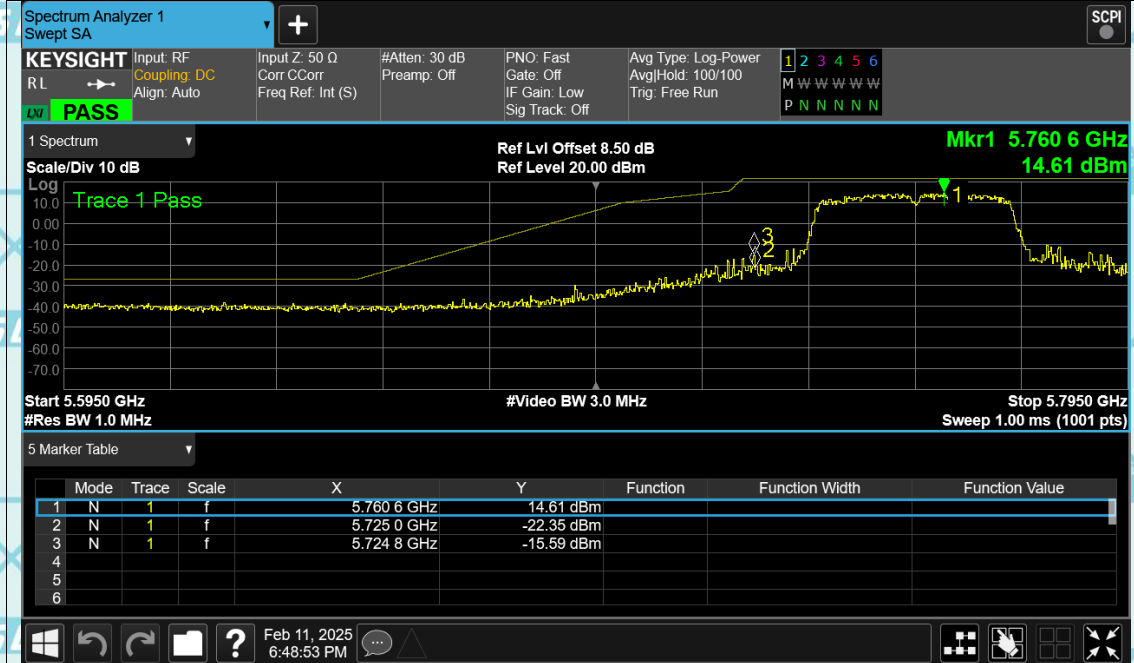 Spectrum Analyzer 1
Swept SA
+
SCPI
KEYSIGHT
RL
LXI PASS
Input: RF
Coupling: DC
Align: Auto
Input Z: 50 Ω
Corr CCorr
Freq Ref: Int (S)
#Atten: 30 dB
Preamp: Off
PNO: Fast
Gate: Off
IF Gain: Low
Sig Track: Off
Avg Type: Log-Power
Avg|Hold: 100/100
Trig: Free Run
1 2 3 4 5 6
M W W W W W
P N N N N N
1 Spectrum
Scale/Div 10 dB
Ref Lvl Offset 8.50 dB
Ref Level 20.00 dBm
Mkr1 5.760 6 GHz
14.61 dBm
Log
Trace 1 Pass
10.0
0.00
-10.0
-20.0
-30.0
-40.0
-50.0
-60.0
-70.0
1
3
2
Start 5.5950 GHz
#Video BW 3.0 MHz
Stop 5.7950 GHz
#Res BW 1.0 MHz
Sweep 1.00 ms (1001 pts)
5 Marker Table
Mode Trace Scale X Y Function Function Width Function Value
1 N 1 f 5.760 6 GHz 14.61 dBm
2 N 1 f 5.725 0 GHz -22.35 dBm
3 N 1 f 5.724 8 GHz -15.59 dBm
4
5
6
?
Feb 11, 2025
6:48:53 PM